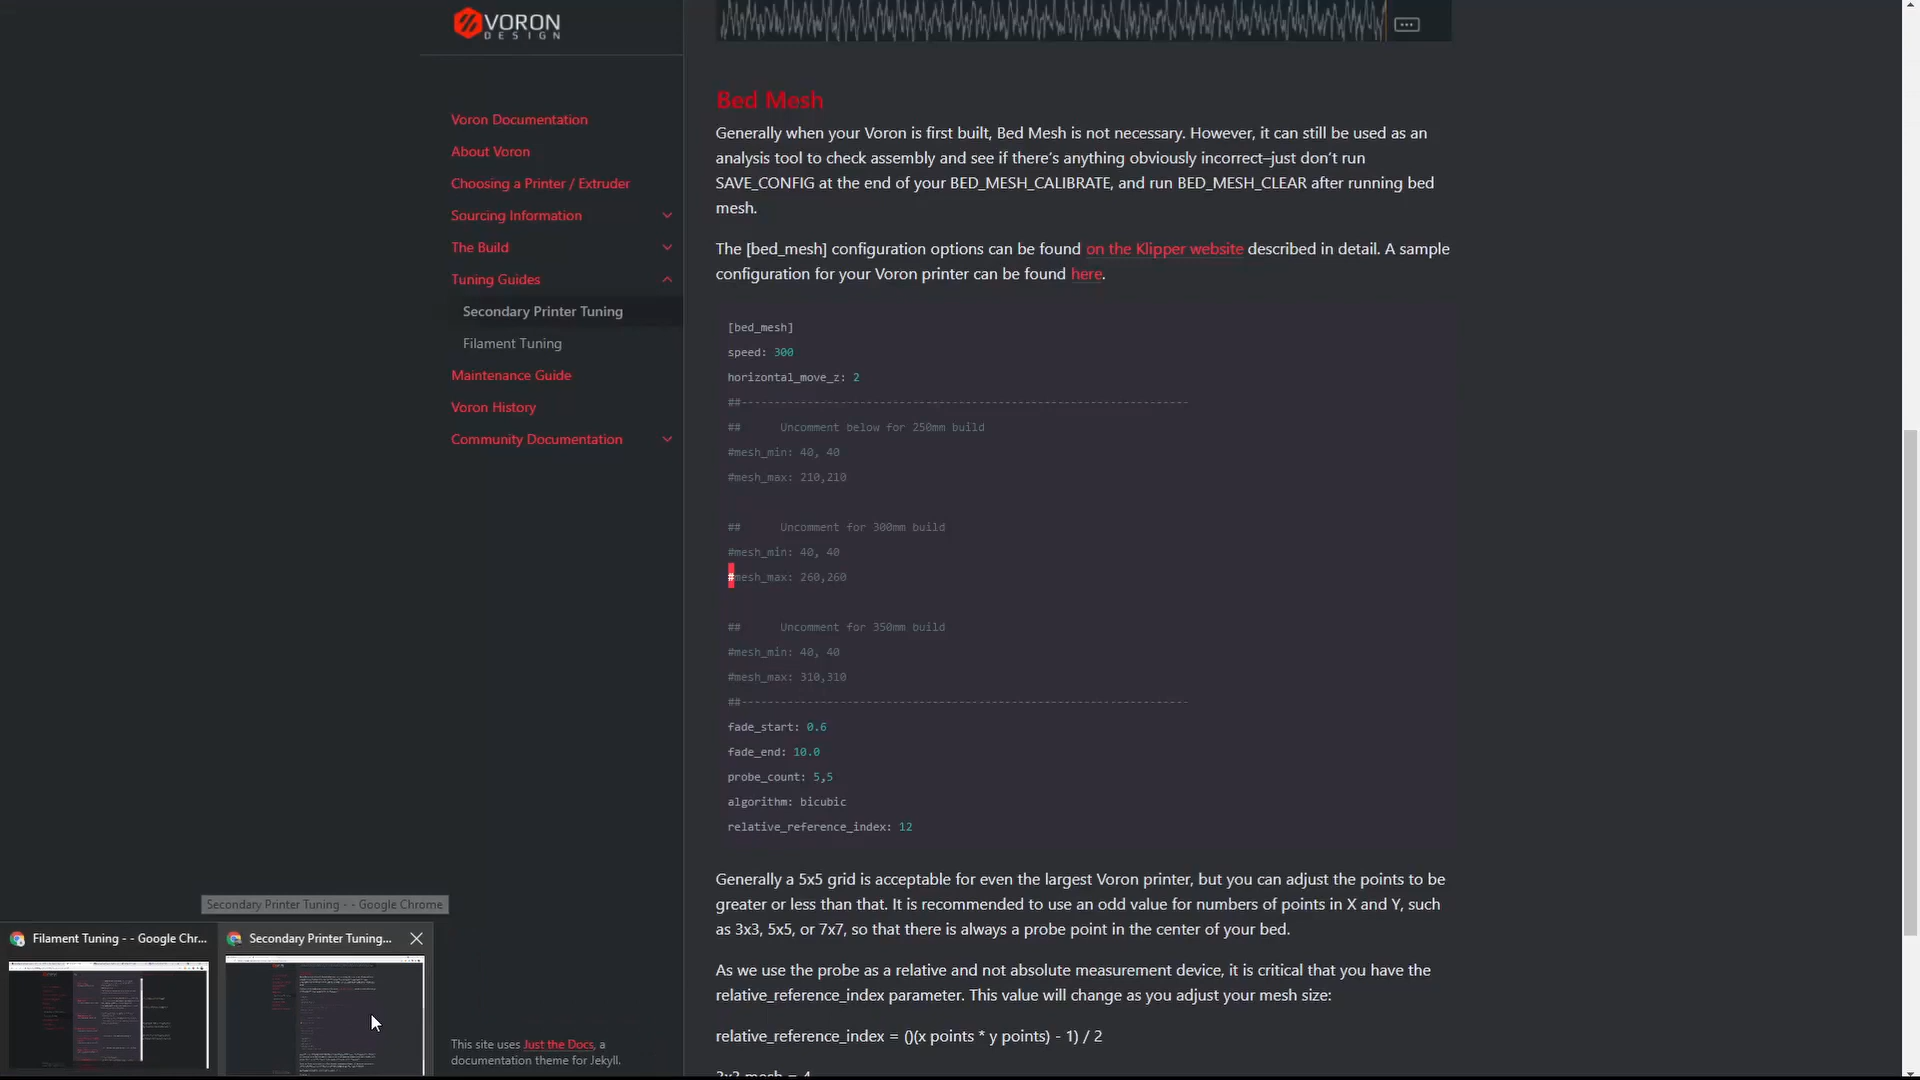 VORON
DESIGN
Voron Documentation
About Voron
Choosing a Printer / Extruder
Sourcing Information
The Build
Tuning Guides
Secondary Printer Tuning
Filament Tuning
Maintenance Guide
Voron History
Community Documentation
Bed Mesh
Generally when your Voron is first built, Bed Mesh is not necessary. However, it can still be used as an
analysis tool to check assembly and see if there's anything obviously incorrect–just don't run
SAVE_CONFIG at the end of your BED_MESH_CALIBRATE, and run BED_MESH_CLEAR after running bed
mesh.
The [bed_mesh] configuration options can be found on the Klipper website described in detail. A sample
configuration for your Voron printer can be found here.
[bed_mesh]
speed: 300
horizontal_move_z: 2
##--------------------------------------------------------------------
##      Uncomment below for 250mm build
#mesh_min: 40, 40
#mesh_max: 210,210
##      Uncomment for 300mm build
#mesh_min: 40, 40
#mesh_max: 260,260
##      Uncomment for 350mm build
#mesh_min: 40, 40
#mesh_max: 310,310
##--------------------------------------------------------------------
fade_start: 0.6
fade_end: 10.0
probe_count: 5,5
algorithm: bicubic
relative_reference_index: 12
Generally a 5x5 grid is acceptable for even the largest Voron printer, but you can adjust the points to be
greater or less than that. It is recommended to use an odd value for numbers of points in X and Y, such
as 3x3, 5x5, or 7x7, so that there is always a probe point in the center of your bed.
As we use the probe as a relative and not absolute measurement device, it is critical that you have the
relative_reference_index parameter. This value will change as you adjust your mesh size:
relative_reference_index = ()(x points * y points) - 1) / 2
3x3 mesh = 4
Secondary Printer Tuning - - Google Chrome
Filament Tuning - - Google Chr...
Secondary Printer Tuning...
This site uses Just the Docs, a
documentation theme for Jekyll.